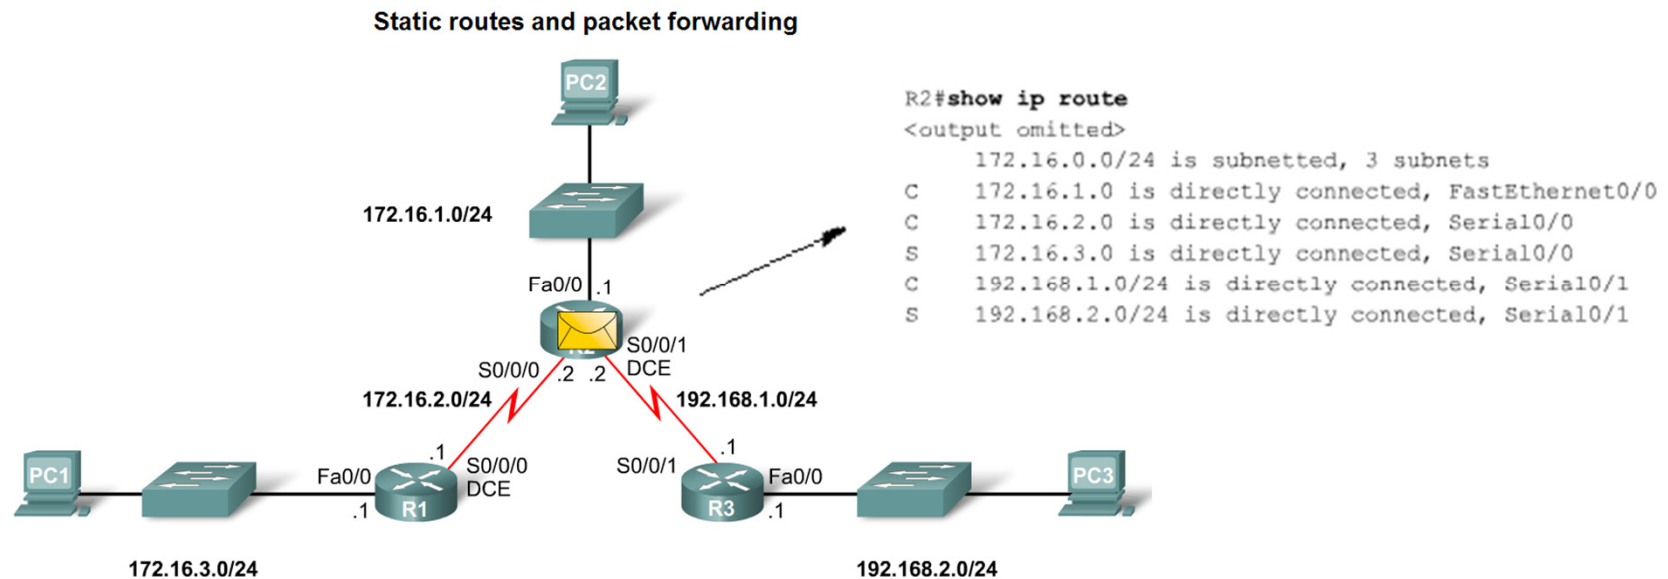 Static routes and packet forwarding
PC2
R2#show ip route
<output omitted>
172.16.0.0/24 is subnetted, 3 subnets
C 172.16.1.0 is directly connected, FastEthernet0/0
C 172.16.2.0 is directly connected, Serial0/0
S 172.16.3.0 is directly connected, Serial0/0
C 192.168.1.0/24 is directly connected, Serial0/1
S 192.168.2.0/24 is directly connected, Serial0/1
172.16.1.0/24
Fa0/0 .1
S0/0/0 .2 .2 S0/0/1
DCE
172.16.2.0/24
192.168.1.0/24
PC1
Fa0/0
.1
.1
S0/0/0
DCE
R1
172.16.3.0/24
S0/0/1
.1
Fa0/0
.1
R3
PC3
192.168.2.0/24